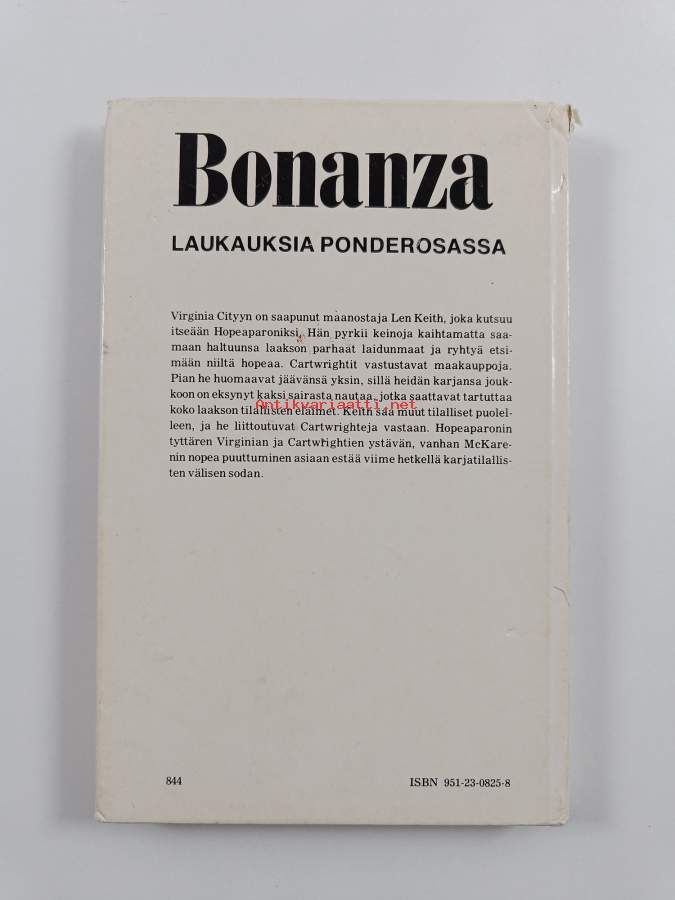 Bonanza
LAUKAUKSIA PONDEROSASSA
Virginia Cityyn on saapunut maanostaja Len Keith, joka kutsuu
itseään Hopeaparoniksi. Hän pyrkii keinoja kaihtamatta saa-
maan haltuunsa laakson parhaat laidunmaat ja ryhtyä etsi-
mään niiltä hopeaa. Cartwrightit vastustavat maakauppoja.
Pian he huomaavat jäävänsä yksin, sillä heidän karjansa jouk-
koon on eksynyt kaksi sairasta nautaa, jotka saattavat tartuttaa
koko laakson tilallisten eläimet. Keith saa muut tilalliset puolel-
leen, ja he liittoutuvat Cartwrighteja vastaan. Hopeaparonin
tyttären Virginian ja Cartwrightien ystävän, vanhan McKare-
nin nopea puuttuminen asiaan estää viime hetkellä karjatilallis-
ten välisen sodan.
Antikvariaatti.net
844
ISBN 951-23-0825-8